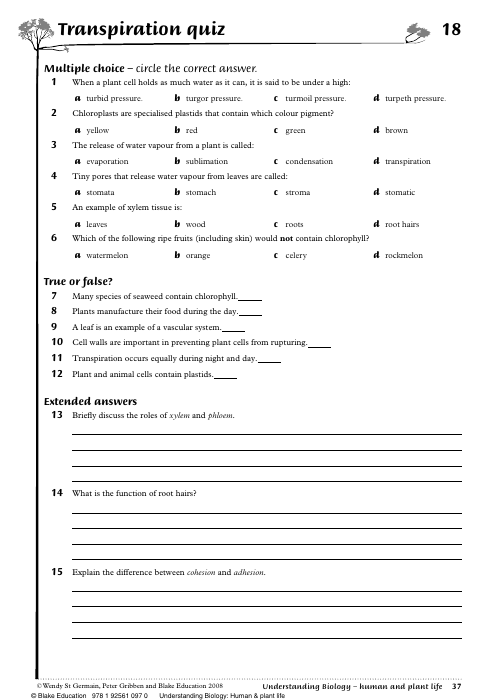 Transpiration quiz 18
Multiple choice – circle the correct answer.
1 When a plant cell holds as much water as it can, it is said to be under a high:
a turbid pressure. b turgor pressure. c turmoil pressure. d turpeth pressure.
2 Chloroplasts are specialised plastids that contain which colour pigment?
a yellow b red c green d brown
3 The release of water vapour from a plant is called:
a evaporation b sublimation c condensation d transpiration
4 Tiny pores that release water vapour from leaves are called:
a stomata b stomach c stroma d stomatic
5 An example of xylem tissue is:
a leaves b wood c roots d root hairs
6 Which of the following ripe fruits (including skin) would not contain chlorophyll?
a watermelon b orange c celery d rockmelon
True or false?
7 Many species of seaweed contain chlorophyll.
8 Plants manufacture their food during the day.
9 A leaf is an example of a vascular system.
10 Cell walls are important in preventing plant cells from rupturing.
11 Transpiration occurs equally during night and day.
12 Plant and animal cells contain plastids.
Extended answers
13 Briefly discuss the roles of xylem and phloem.
14 What is the function of root hairs?
15 Explain the difference between cohesion and adhesion.
©Wendy St Germain, Peter Gribben and Blake Education 2008 Understanding Biology – human and plant life 37
© Blake Education 978 1 92561 097 0 Understanding Biology: Human & plant life